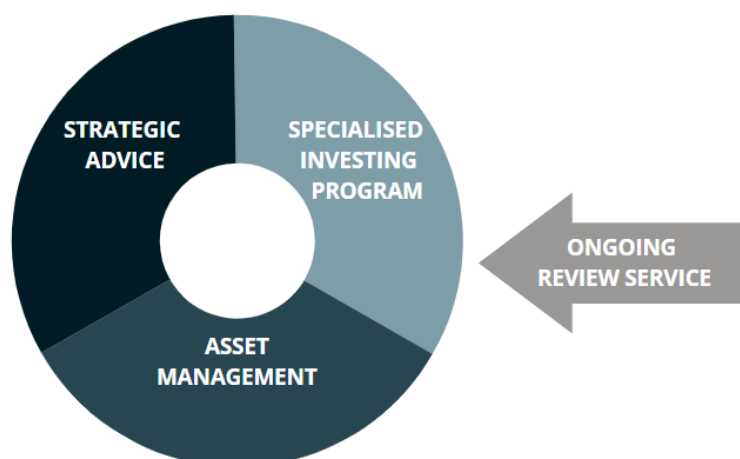 STRATEGIC
ADVICE
SPECIALISED
INVESTING
PROGRAM
ONGOING
REVIEW SERVICE
ASSET
MANAGEMENT